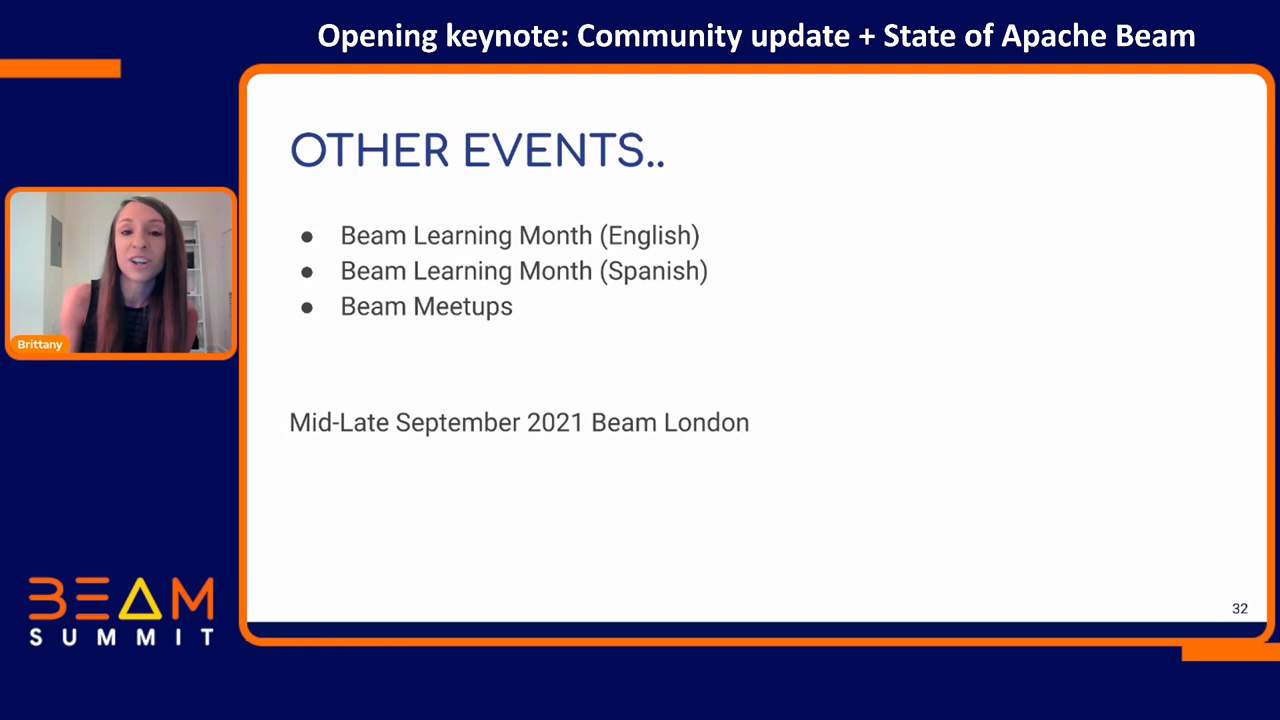 Opening keynote: Community update + State of Apache Beam
OTHER EVENTS..
● Beam Learning Month (English)
● Beam Learning Month (Spanish)
● Beam Meetups
Mid-Late September 2021 Beam London
32
Brittany
BEAM
SUMMIT